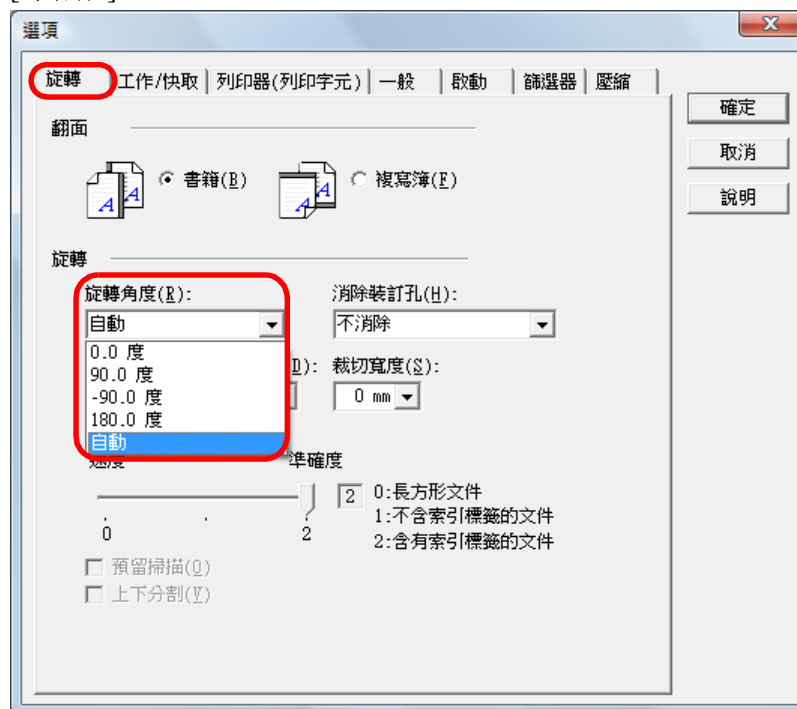 選項
旋轉 工作/快取 列印器(列印字元) 一般 啟動 篩選器 壓縮
確定
取消
說明
翻面
書籍(B) 複寫簿(F)
旋轉
旋轉角度(R): 消除裝訂孔(H):
自動 不消除
0.0 度
90.0 度
-90.0 度
180.0 度
自動
D): 裁切寬度(S):
0 mm
速度 準確度
2
0:長方形文件
1:不含索引標籤的文件
2:含有索引標籤的文件
0 2
預留掃描(O)
上下分割(V)